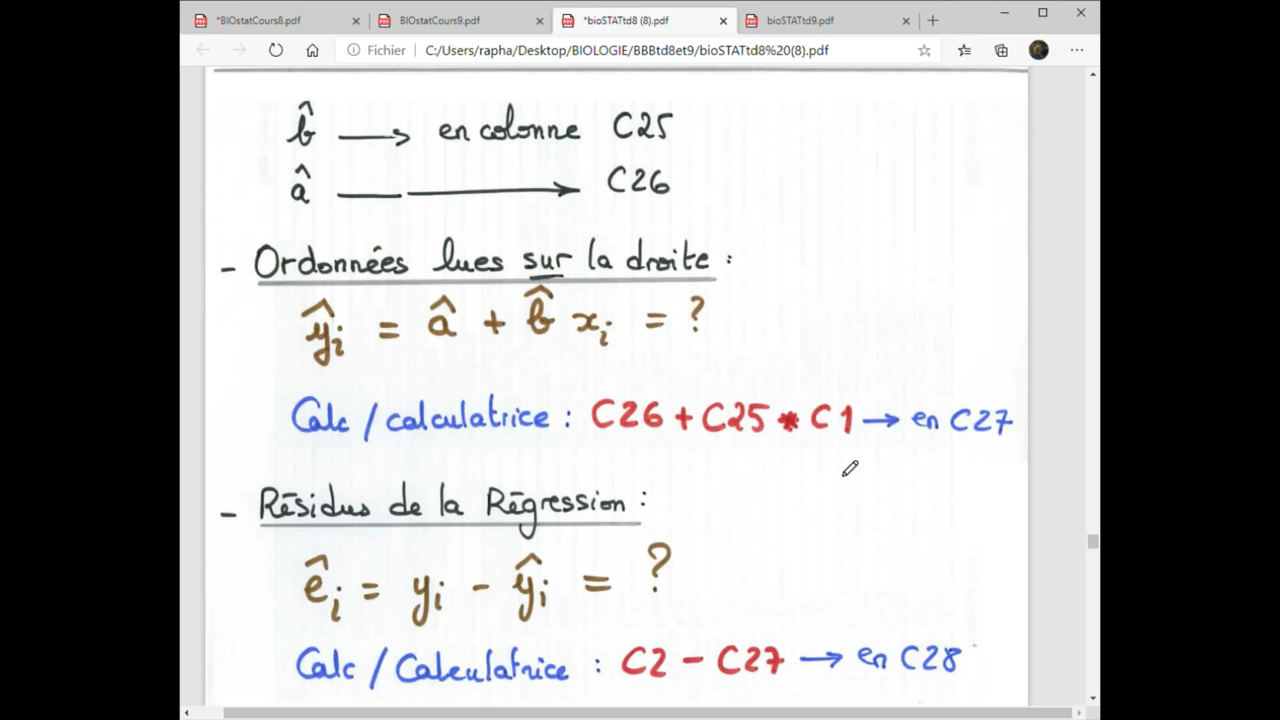 *BIOstatCours8.pdf
BIOstatCours9.pdf
*bioSTATtd8 (8).pdf
bioSTATtd9.pdf
Fichier
C:/Users/rapha/Desktop/BIOLOGIE/BBBtd8et9/bioSTATtd8%20(8).pdf
b̂ ⟶ en colonne C25
â ⟶ C26
- Ordonnées lues sur la droite :
ŷi = â + b̂ xi = ?
Calc / calculatrice : C26 + C25 * C1 → en C27
- Résidus de la Régression :
êi = yi - ŷi = ?
Calc / Calculatrice : C2 - C27 → en C28